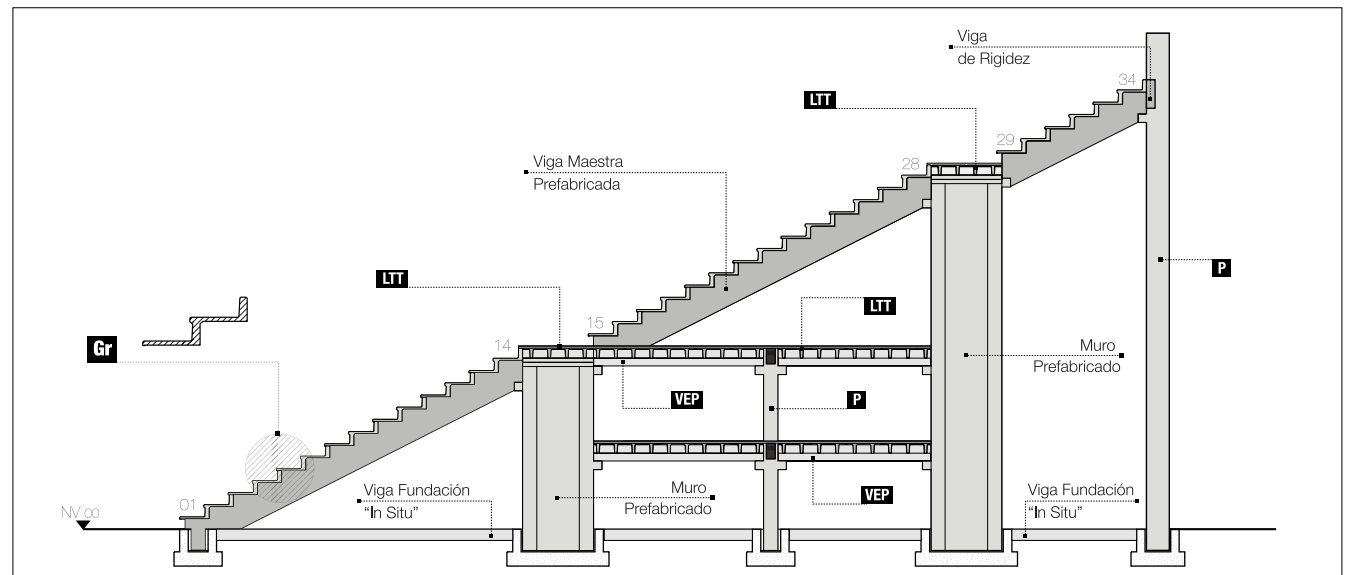 Viga
de Rigidez
34
LTT
29
Viga Maestra
Prefabricada
28
P
LTT
15
LTT
Gr
14
Muro
Prefabricado
VEP
P
Viga Fundación
"In Situ"
Muro
Prefabricado
VEP
Viga Fundación
"In Situ"
01
NV 00